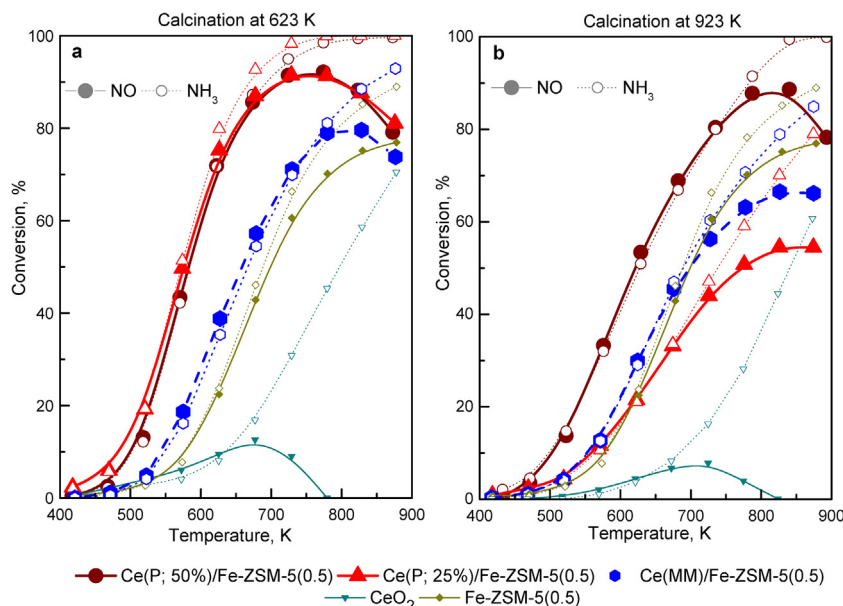 Calcination at 623 K
Calcination at 923 K
100
80
60
40
20
0
Conversion, %
a
NO
NH3
400
500
600
700
800
900
Temperature, K
100
80
60
40
20
0
Conversion, %
b
NO
NH3
400
500
600
700
800
900
Temperature, K
Ce(P; 50%)/Fe-ZSM-5(0.5) Ce(P; 25%)/Fe-ZSM-5(0.5) Ce(MM)/Fe-ZSM-5(0.5)
CeO2 Fe-ZSM-5(0.5)